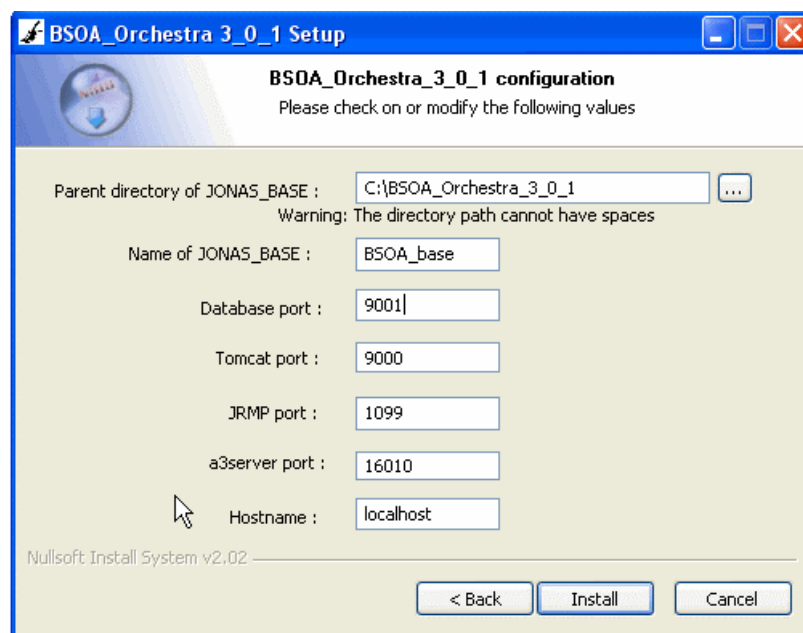 BSOA_Orchestra 3_0_1 Setup
BSOA_Orchestra_3_0_1 configuration
Please check on or modify the following values
Parent directory of JONAS_BASE : C:\BSOA_Orchestra_3_0_1 ...
Warning: The directory path cannot have spaces
Name of JONAS_BASE : BSOA_base
Database port : 9001
Tomcat port : 9000
JRMP port : 1099
a3server port : 16010
Hostname : localhost
Nullsoft Install System v2.02
< Back Install Cancel